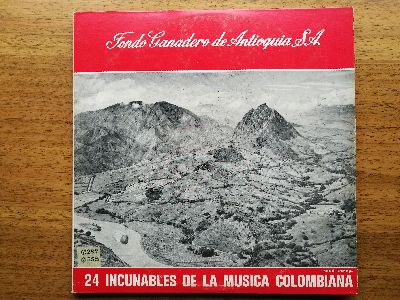 Fondo Ganadero de Antioquia S.A.
24 INCUNABLES DE LA MUSICA COLOMBIANA